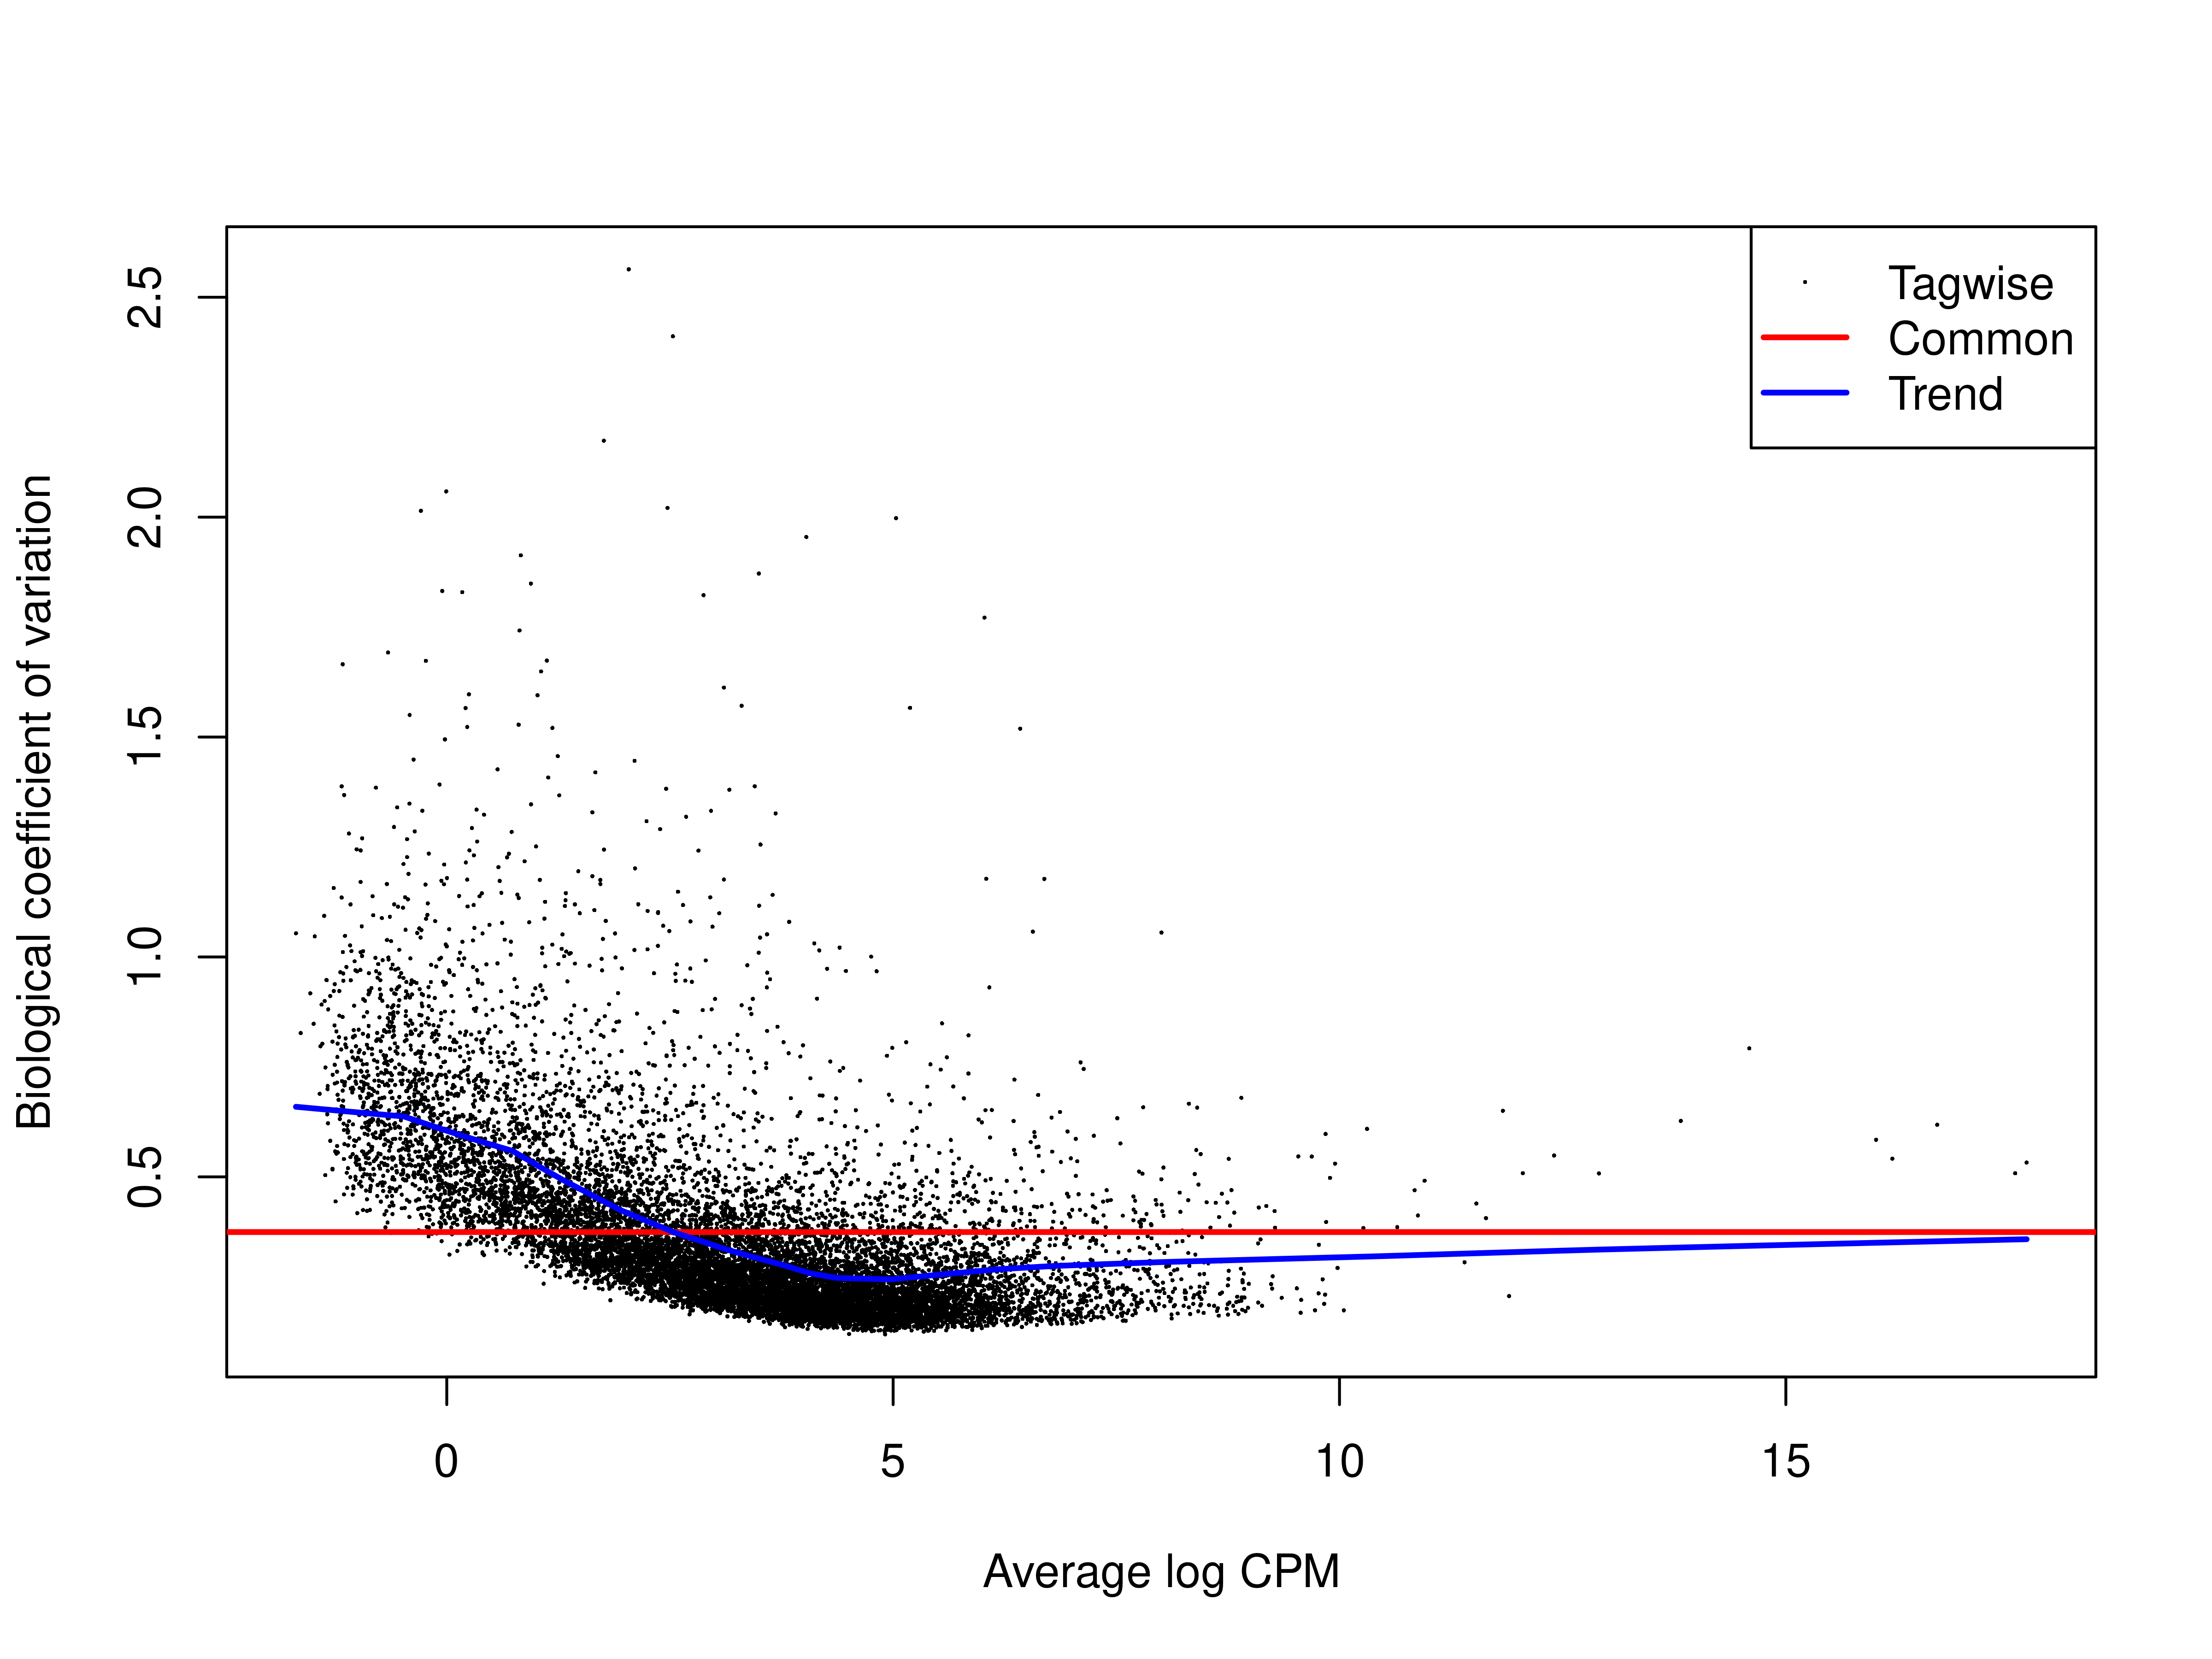 Tagwise
Common
Trend
Biological coefficient of variation
2.5
2.0
1.5
1.0
0.5
0 5 10 15
Average log CPM